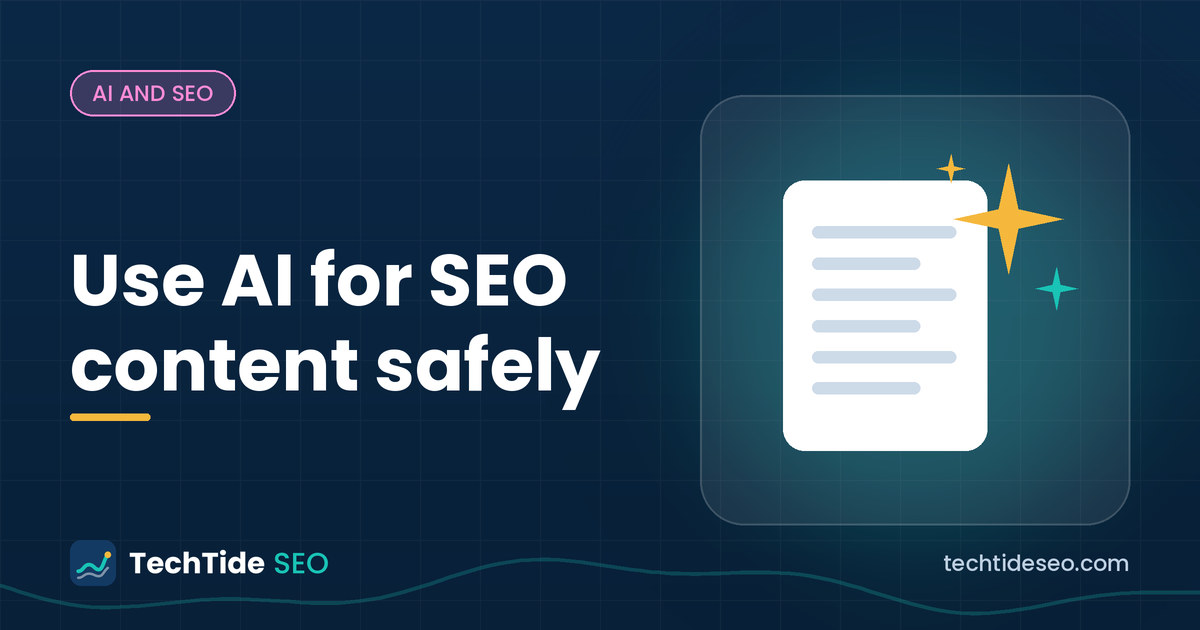 AI AND SEO
Use AI for SEO
content safely
TechTide SEO
techtideseo.com